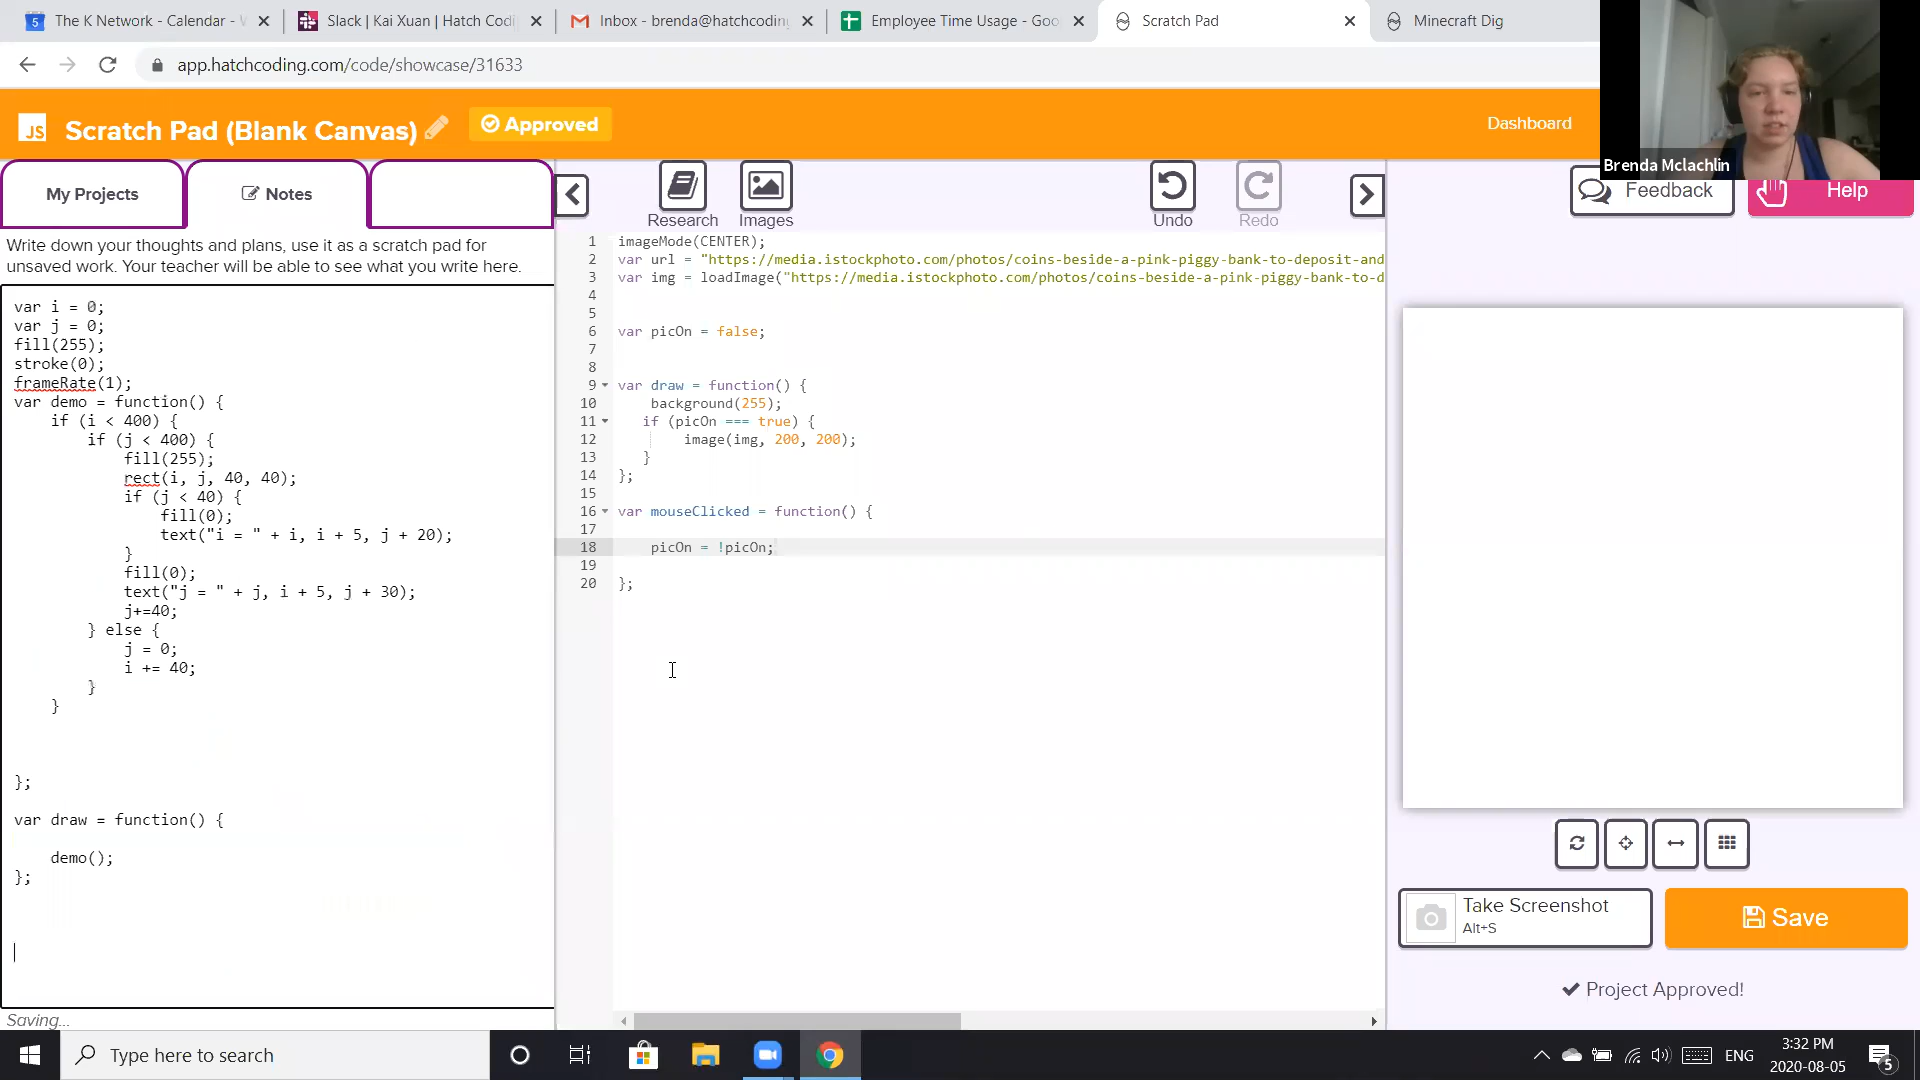 The K Network - Calendar -
Slack | Kai Xuan | Hatch Codi
Inbox - brenda@hatchcoding
Employee Time Usage - Goo
Scratch Pad
Minecraft Dig
app.hatchcoding.com/code/showcase/31633
JS
Scratch Pad (Blank Canvas)
Approved
Dashboard
Brenda Mclachlin
My Projects
Notes
Research
Images
Undo
Redo
Feedback
Help
Write down your thoughts and plans, use it as a scratch pad for
unsaved work. Your teacher will be able to see what you write here.
var i = 0;
var j = 0;
fill(255);
stroke(0);
frameRate(1);
var demo = function() {
if (i < 400) {
if (j < 400) {
fill(255);
rect(i, j, 40, 40);
if (j < 40) {
fill(0);
text("i = " + i, i + 5, j + 20);
}
fill(0);
text("j = " + j, i + 5, j + 30);
j+=40;
} else {
j = 0;
i += 40;
}
}
};
var draw = function() {
demo();
};
Saving...
1 imageMode(CENTER);
2 var url = "https://media.istockphoto.com/photos/coins-beside-a-pink-piggy-bank-to-deposit-and
3 var img = loadImage("https://media.istockphoto.com/photos/coins-beside-a-pink-piggy-bank-to-d
4
5
6 var picOn = false;
7
8
9 var draw = function() {
10 background(255);
11 if (picOn === true) {
12 image(img, 200, 200);
13 }
14 };
15
16 var mouseClicked = function() {
17
18 picOn = !picOn;
19
20 };
Take Screenshot
Alt+S
Save
Project Approved!
Type here to search
ENG
3:32 PM
2020-08-05
5